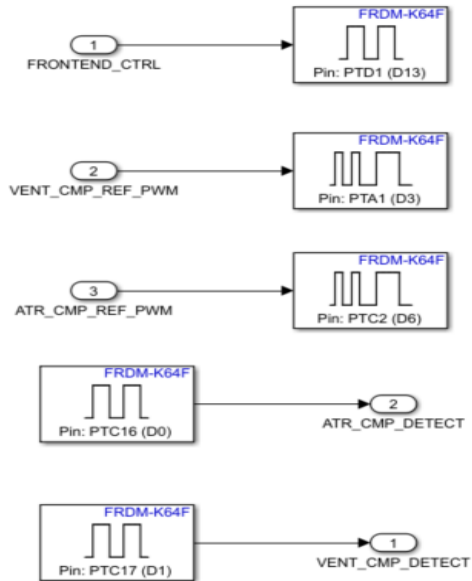 FRDM-K64F
1
FRONTEND_CTRL
Pin: PTD1 (D13)
FRDM-K64F
2
VENT_CMP_REF_PWM
Pin: PTA1 (D3)
FRDM-K64F
3
ATR_CMP_REF_PWM
Pin: PTC2 (D6)
FRDM-K64F
Pin: PTC16 (D0)
2
ATR_CMP_DETECT
FRDM-K64F
Pin: PTC17 (D1)
1
VENT_CMP_DETECT